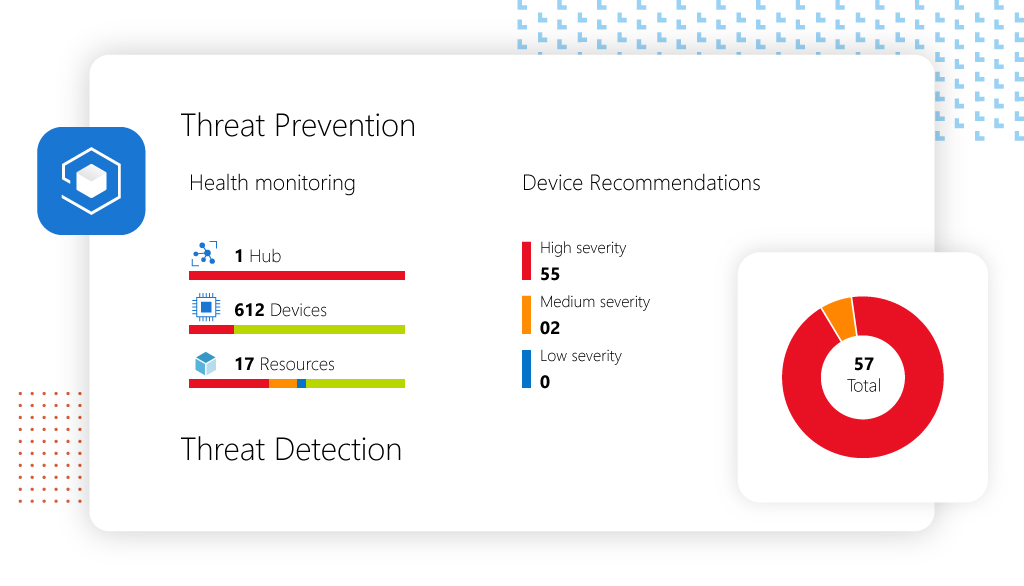 Threat Prevention
Health monitoring
1 Hub
612 Devices
17 Resources
Device Recommendations
High severity
55
Medium severity
02
Low severity
0
57
Total
Threat Detection